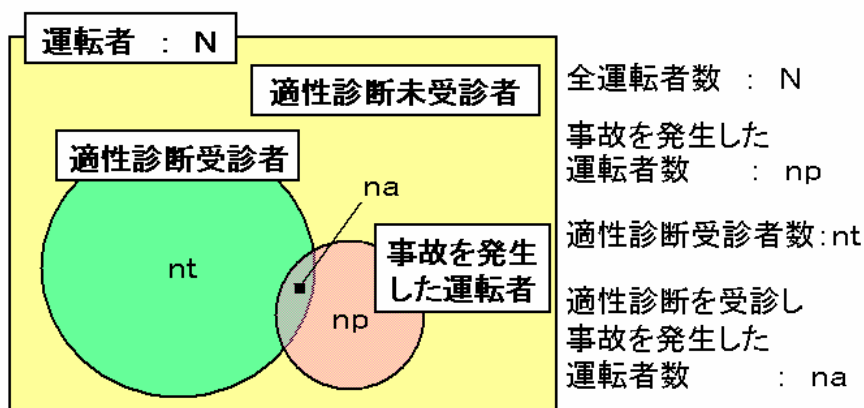 運転者 : N
適性診断未受診者
適性診断受診者
na
nt
事故を発生
した運転者
np
全運転者数 : N
事故を発生した
運転者数 : np
適性診断受診者数:nt
適性診断を受診し
事故を発生した
運転者数 : na